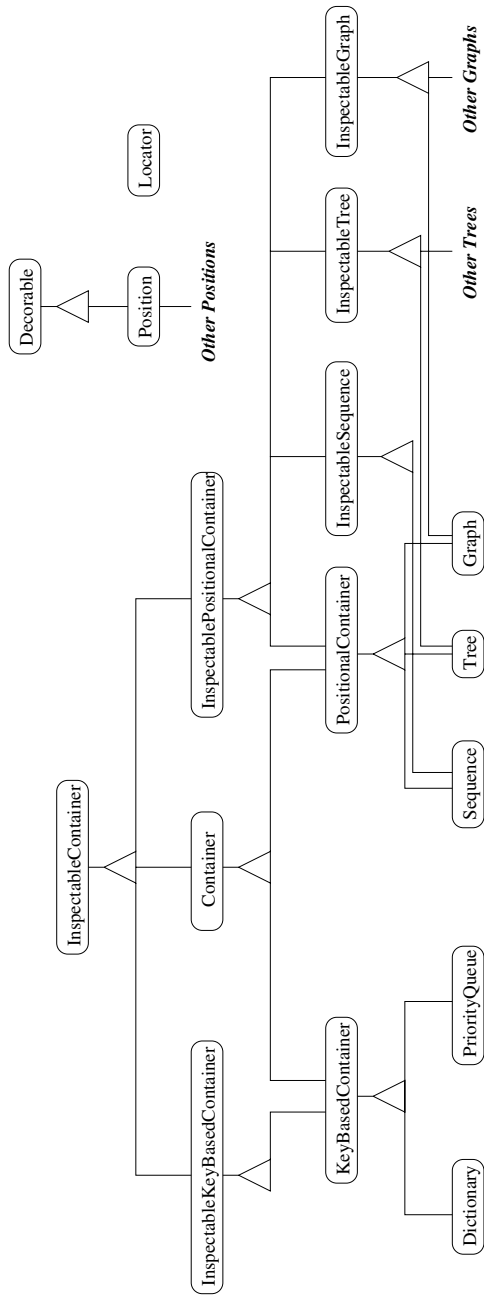 Decorable
Position
Locator
Other Positions
InspectableContainer
InspectableKeyBasedContainer
Container
InspectablePositionalContainer
KeyBasedContainer
PositionalContainer
InspectableSequence
InspectableTree
InspectableGraph
Dictionary
PriorityQueue
Sequence
Tree
Graph
Other Trees
Other Graphs